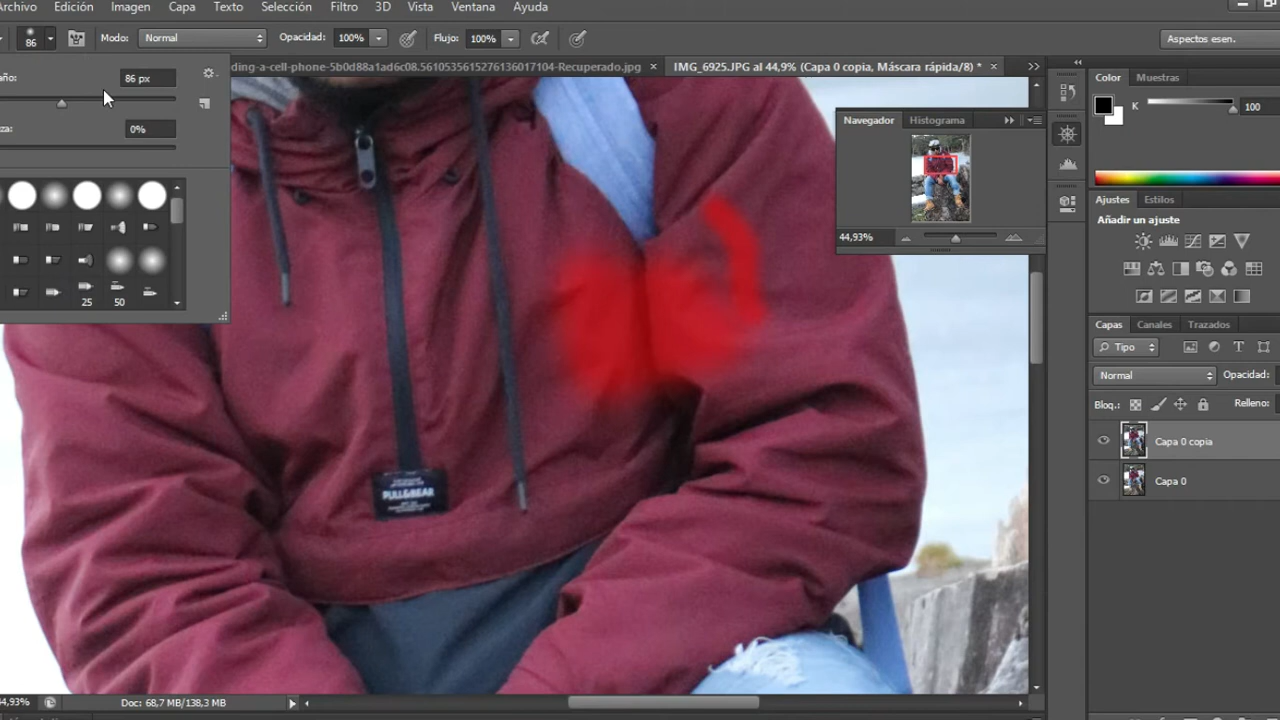 Archivo Edición Imagen Capa Texto Selección Filtro 3D Vista Ventana Ayuda
86 Modo: Normal Opacidad: 100% Flujo: 100% Aspectos esen.
ding-a-cell-phone-5b0d88a1ad6c08.5610535615276136017104-Recuperado.jpg × IMG_6925.JPG al 44,9% (Capa 0 copia, Máscara rápida/8) * ×
año: 86 px
eza: 0%
25 50
PULL&BEAR
Navegador Histograma
44,93%
Color Muestras
K 100
Ajustes Estilos
Añadir un ajuste
Capas Canales Trazados
Tipo
Normal Opacidad:
Bloq.: Relleno:
Capa 0 copia
Capa 0
44,93% Doc: 68,7 MB/138,3 MB